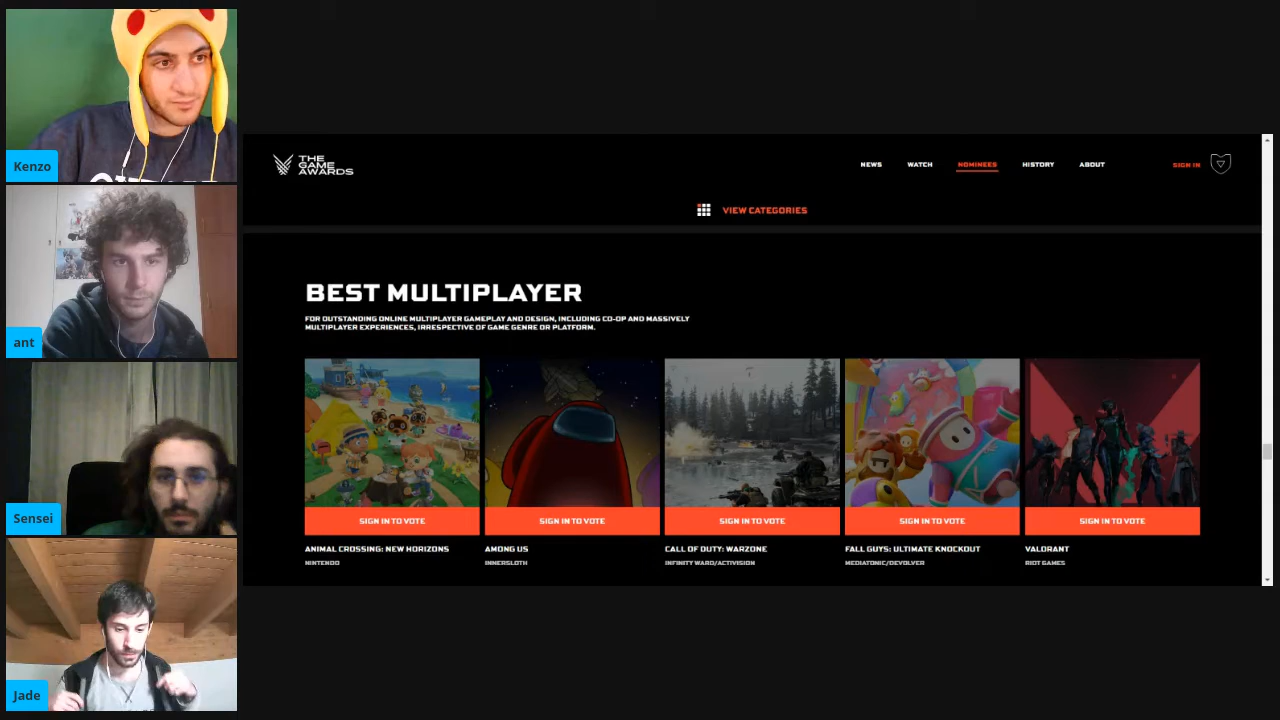 Kenzo
ant
Sensei
Jade
THE
GAME
AWARDS
NEWS
WATCH
NOMINEES
HISTORY
ABOUT
SIGN IN
VIEW CATEGORIES
BEST MULTIPLAYER
FOR OUTSTANDING ONLINE MULTIPLAYER GAMEPLAY AND DESIGN, INCLUDING CO-OP AND MASSIVELY
MULTIPLAYER EXPERIENCES, IRRESPECTIVE OF GAME GENRE OR PLATFORM.
SIGN IN TO VOTE
SIGN IN TO VOTE
SIGN IN TO VOTE
SIGN IN TO VOTE
SIGN IN TO VOTE
ANIMAL CROSSING: NEW HORIZONS
AMONG US
CALL OF DUTY: WARZONE
FALL GUYS: ULTIMATE KNOCKOUT
VALORANT
NINTENDO
INNERSLOTH
INFINITY WARD/ACTIVISION
MEDIATONIC/DEVOLVER
RIOT GAMES